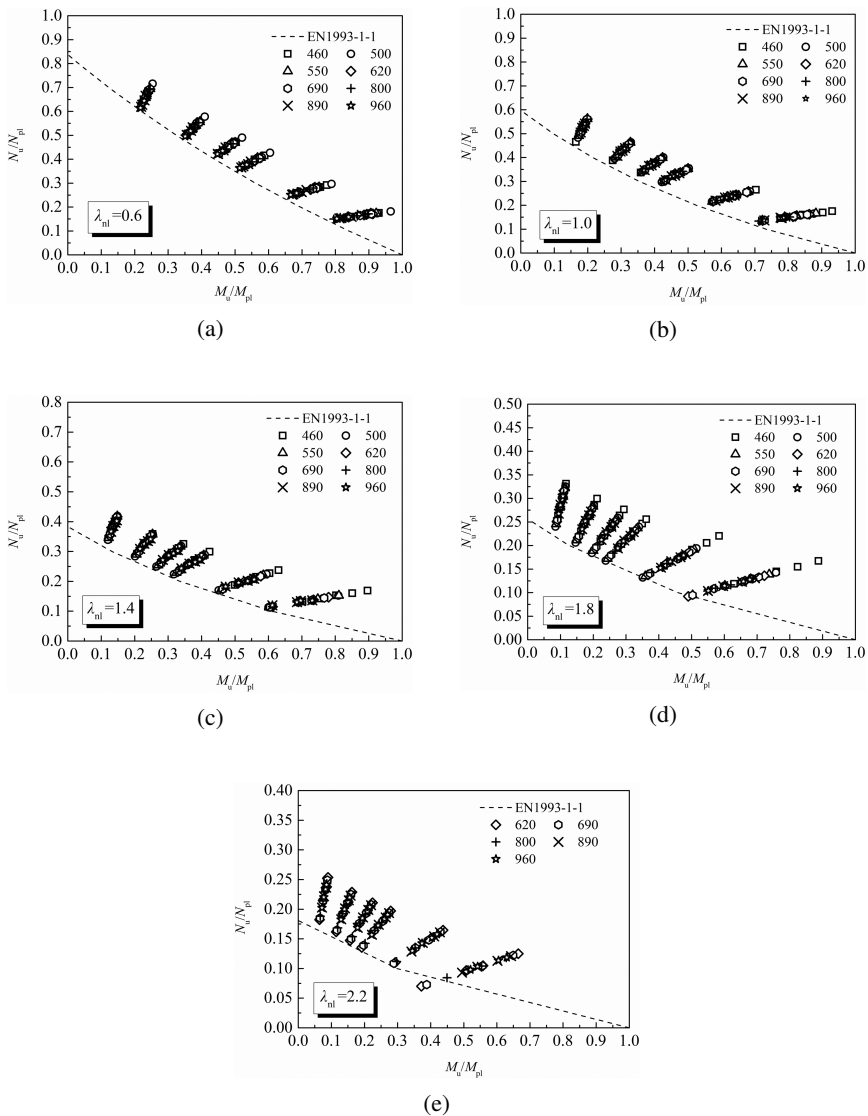 EN1993-1-1
460 500
550 620
690 800
890 960
N_u/N_pl
1.0
0.9
0.8
0.7
0.6
0.5
0.4
0.3
0.2
0.1
0.0
λ_nl=0.6
0.0 0.1 0.2 0.3 0.4 0.5 0.6 0.7 0.8 0.9 1.0
M_u/M_pl
(a)
EN1993-1-1
460 500
550 620
690 800
890 960
N_u/N_pl
1.0
0.9
0.8
0.7
0.6
0.5
0.4
0.3
0.2
0.1
0.0
λ_nl=1.0
0.0 0.1 0.2 0.3 0.4 0.5 0.6 0.7 0.8 0.9 1.0
M_u/M_pl
(b)
EN1993-1-1
460 500
550 620
690 800
890 960
N_u/N_pl
0.8
0.7
0.6
0.5
0.4
0.3
0.2
0.1
0.0
λ_nl=1.4
0.0 0.1 0.2 0.3 0.4 0.5 0.6 0.7 0.8 0.9 1.0
M_u/M_pl
(c)
EN1993-1-1
460 500
550 620
690 800
890 960
N_u/N_pl
0.50
0.45
0.40
0.35
0.30
0.25
0.20
0.15
0.10
0.05
0.00
λ_nl=1.8
0.0 0.1 0.2 0.3 0.4 0.5 0.6 0.7 0.8 0.9 1.0
M_u/M_pl
(d)
EN1993-1-1
620 690
800 890
960
N_u/N_pl
0.40
0.35
0.30
0.25
0.20
0.15
0.10
0.05
0.00
λ_nl=2.2
0.0 0.1 0.2 0.3 0.4 0.5 0.6 0.7 0.8 0.9 1.0
M_u/M_pl
(e)